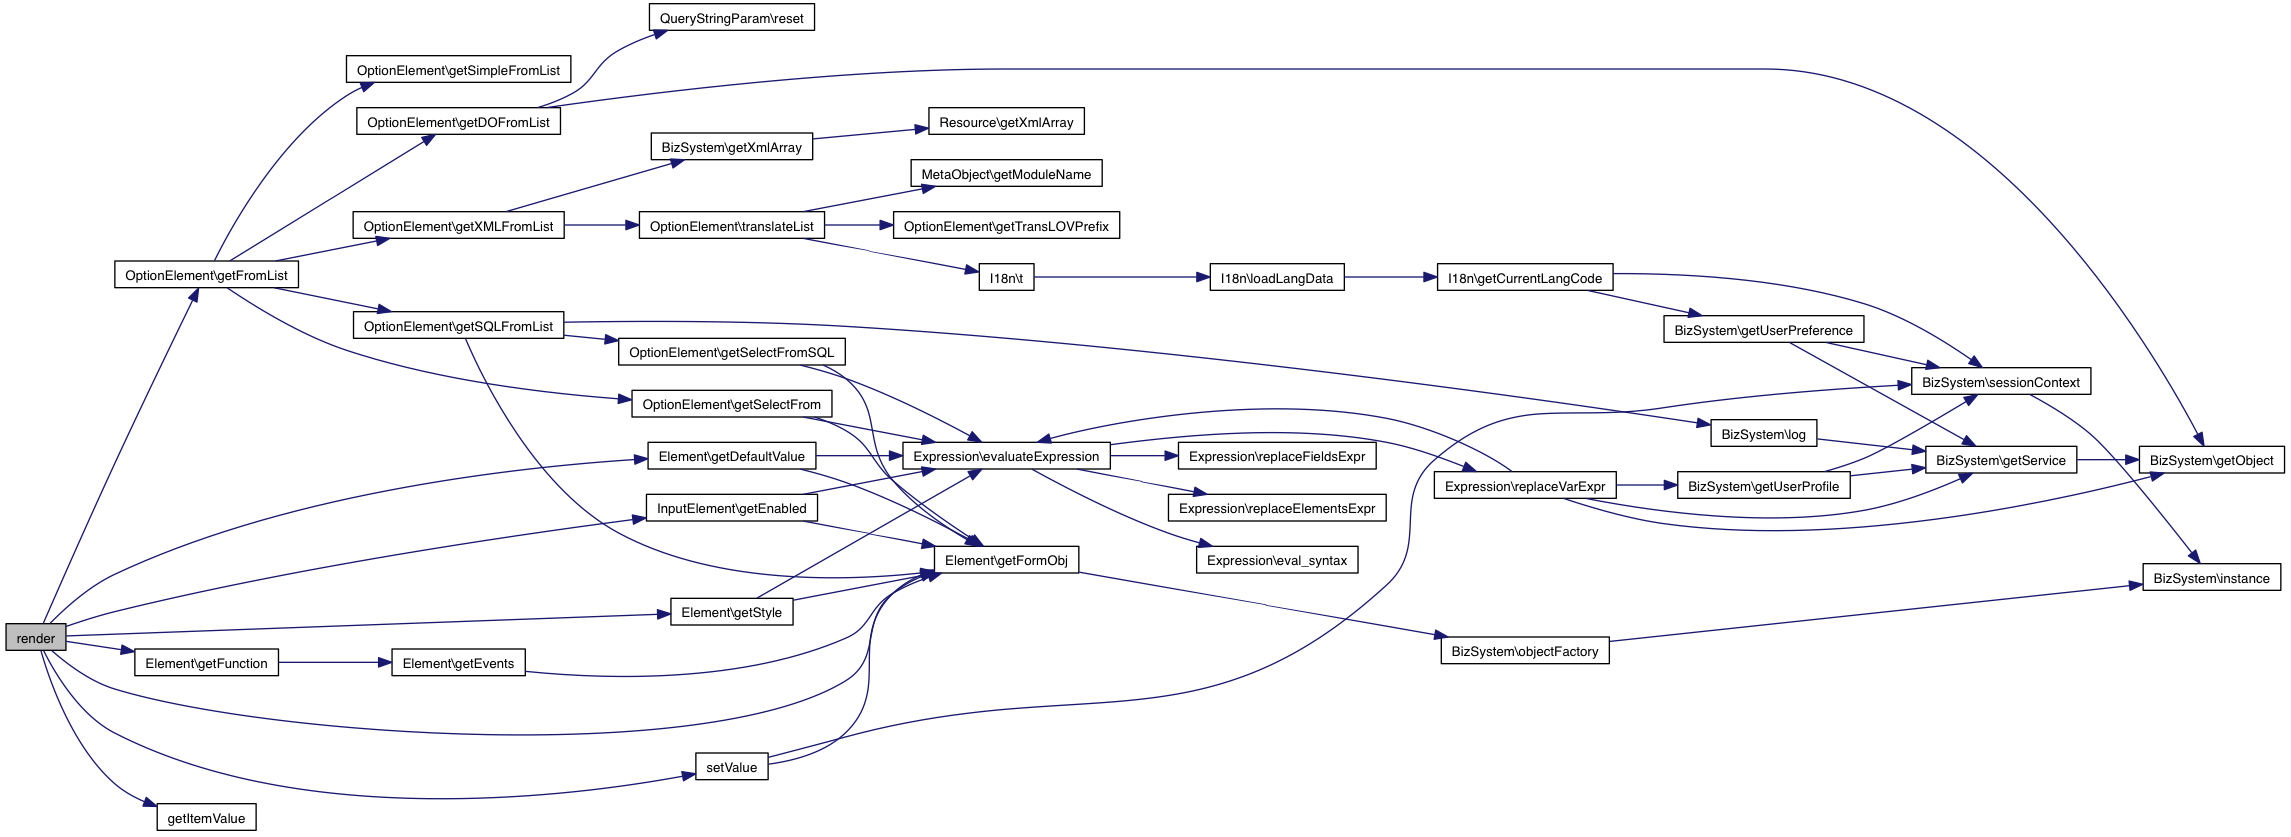 QueryStringParam\reset
OptionElement\getSimpleFromList
OptionElement\getDOFromList
Resource\getXmlArray
BizSystem\getXmlArray
MetaObject\getModuleName
OptionElement\getXMLFromList
OptionElement\translateList
OptionElement\getTransLOVPrefix
OptionElement\getFromList
I18n\t
I18n\loadLangData
I18n\getCurrentLangCode
OptionElement\getSQLFromList
BizSystem\getUserPreference
OptionElement\getSelectFromSQL
BizSystem\sessionContext
OptionElement\getSelectFrom
BizSystem\log
Element\getDefaultValue
Expression\evaluateExpression
Expression\replaceFieldsExpr
BizSystem\getService
BizSystem\getObject
Expression\replaceVarExpr
BizSystem\getUserProfile
InputElement\getEnabled
Expression\replaceElementsExpr
Element\getFormObj
Expression\eval_syntax
BizSystem\instance
Element\getStyle
render
BizSystem\objectFactory
Element\getFunction
Element\getEvents
setValue
getItemValue